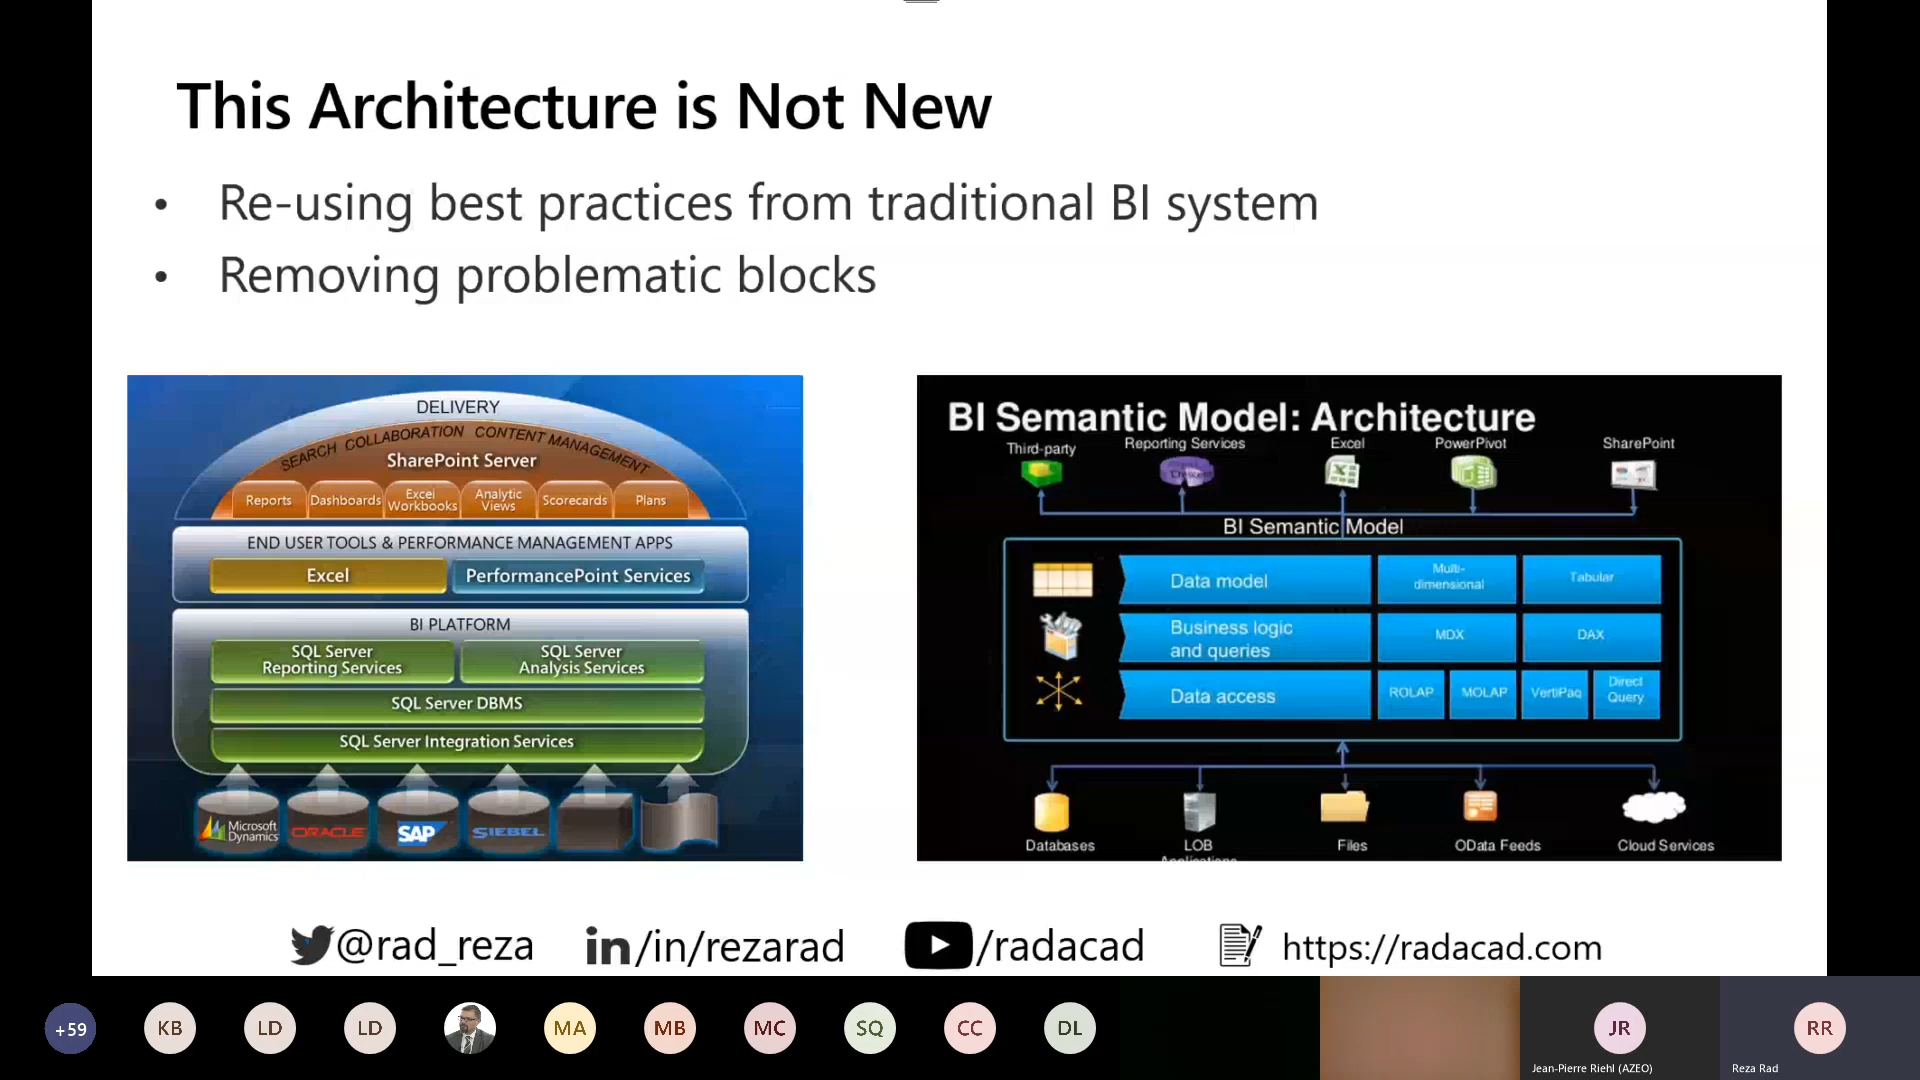 This Architecture is Not New
• Re-using best practices from traditional BI system
• Removing problematic blocks
DELIVERY
SEARCH COLLABORATION CONTENT MANAGEMENT
SharePoint Server
Reports
Dashboards
Excel
Workbooks
Analytic
Views
Scorecards
Plans
END USER TOOLS & PERFORMANCE MANAGEMENT APPS
Excel
PerformancePoint Services
BI PLATFORM
SQL Server
Reporting Services
SQL Server
Analysis Services
SQL Server DBMS
SQL Server Integration Services
Microsoft
Dynamics
ORACLE
SAP
SIEBEL
BI Semantic Model: Architecture
Third-party
Reporting Services
Excel
PowerPivot
SharePoint
BI Semantic Model
Data model
Multi-
dimensional
Tabular
Business logic
and queries
MDX
DAX
Data access
ROLAP
MOLAP
VertiPaq
Direct
Query
Databases
LOB
Applications
Files
OData Feeds
Cloud Services
@rad_reza
in/in/rezarad
/radacad
https://radacad.com
+59
KB
LD
LD
MA
MB
MC
SQ
CC
DL
JR
Jean-Pierre Riehl (AZEO)
RR
Reza Rad